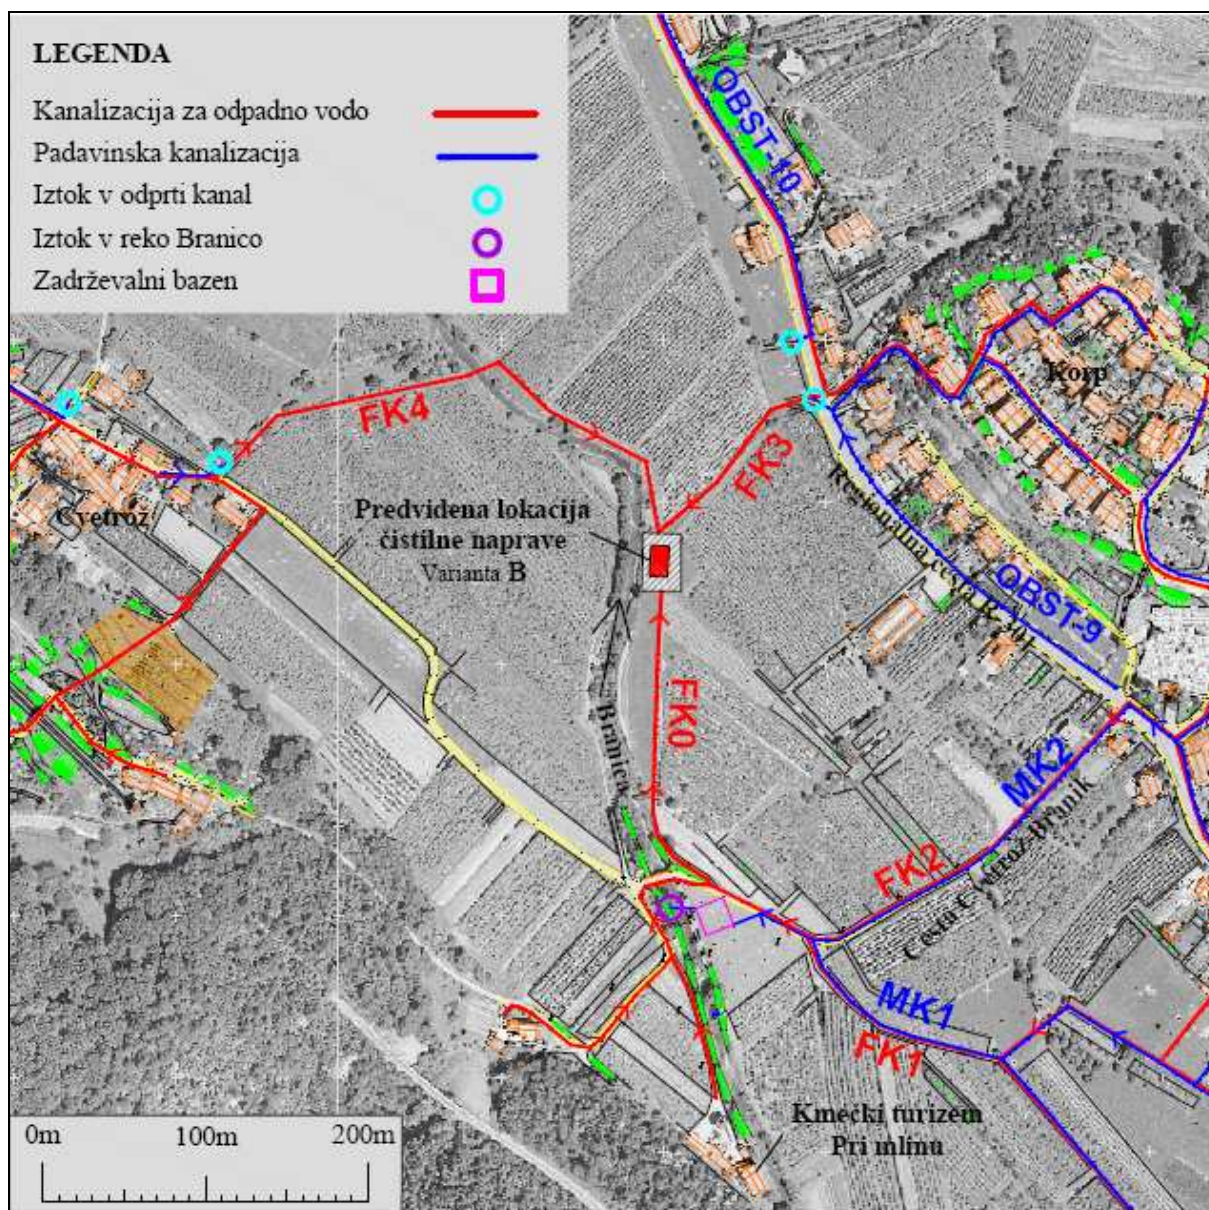 LEGENDA
Kanalizacija za odpadno vodo
Padavinska kanalizacija
Iztok v odprti kanal
Iztok v reko Branico
Zadrževalni bazen
OBST-10
Korp
FK4
FK3
Cvetrož
Predvidena lokacija
čistilne naprave
Varianta B
Regionalna cesta
OBST-9
FK0
Branica
MK2
FK2
Cesta Cvetrož-Branik
MK1
FK1
Kmečki turizem
Pri mlinu
0m 100m 200m